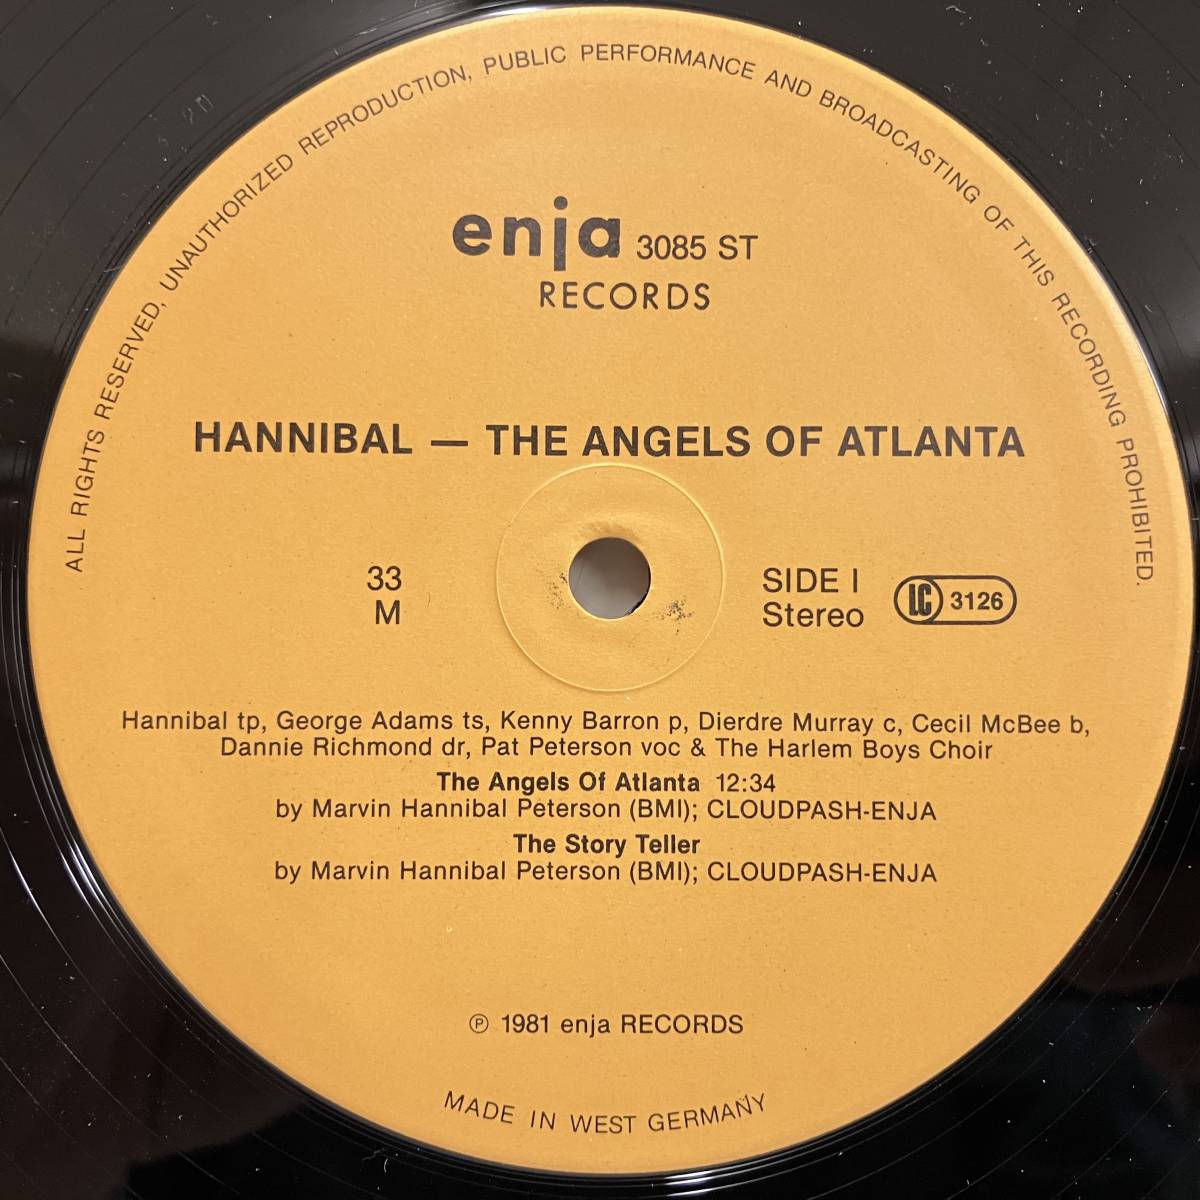 ALL RIGHTS RESERVED, UNAUTHORIZED REPRODUCTION, PUBLIC PERFORMANCE AND BROADCASTING OF THIS RECORDING PROHIBITED.
enja 3085 ST
RECORDS
HANNIBAL — THE ANGELS OF ATLANTA
33
M
SIDE I
Stereo
LC 3126
Hannibal tp, George Adams ts, Kenny Barron p, Dierdre Murray c, Cecil McBee b,
Dannie Richmond dr, Pat Peterson voc & The Harlem Boys Choir
The Angels Of Atlanta 12:34
by Marvin Hannibal Peterson (BMI); CLOUDPASH-ENJA
The Story Teller
by Marvin Hannibal Peterson (BMI); CLOUDPASH-ENJA
℗ 1981 enja RECORDS
MADE IN WEST GERMANY